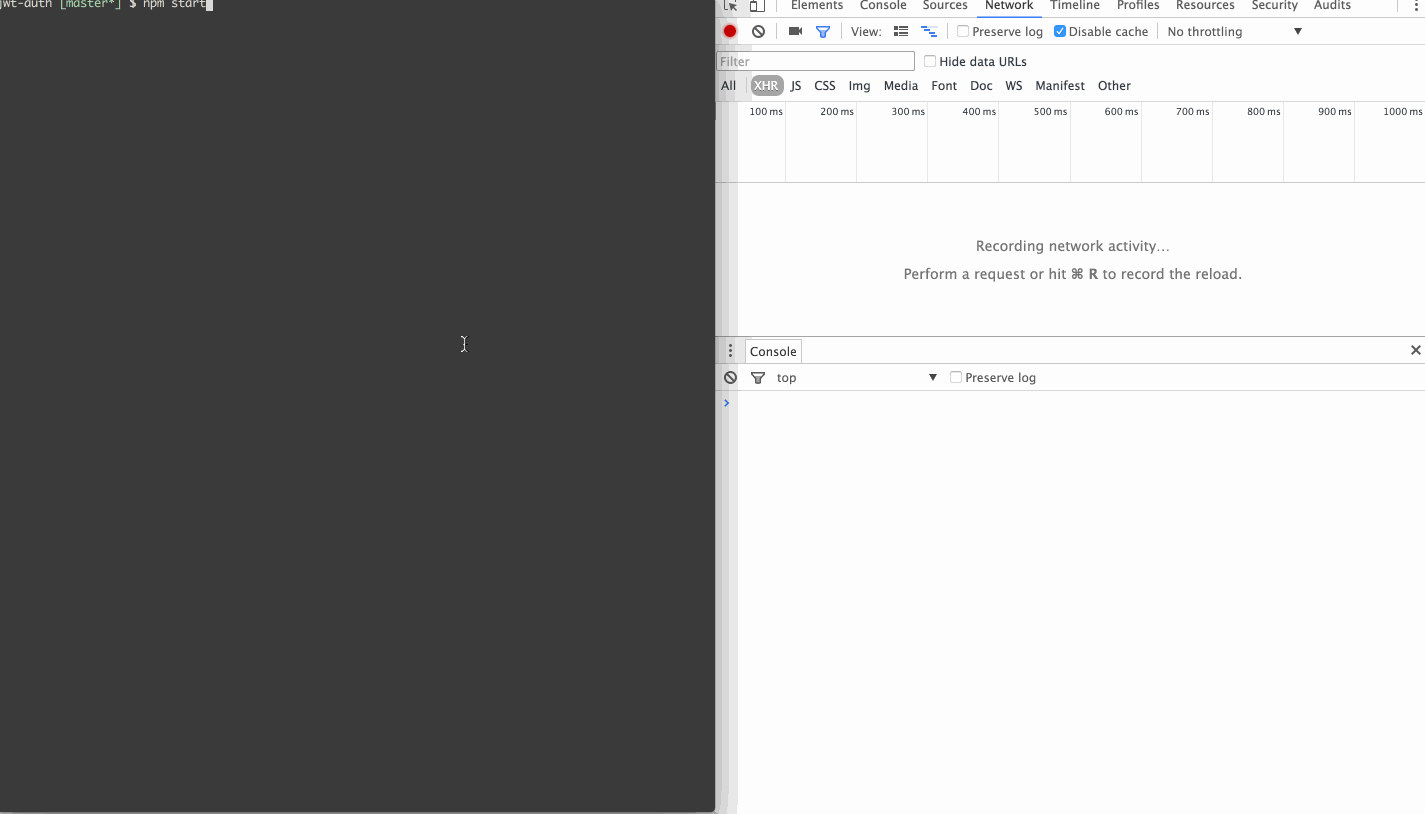 jwt-auth [master*] $ npm start
Elements Console Sources Network Timeline Profiles Resources Security Audits
View: Preserve log Disable cache No throttling
Filter Hide data URLs
All XHR JS CSS Img Media Font Doc WS Manifest Other
100 ms 200 ms 300 ms 400 ms 500 ms 600 ms 700 ms 800 ms 900 ms 1000 ms
Recording network activity…
Perform a request or hit ⌘ R to record the reload.
Console
top Preserve log